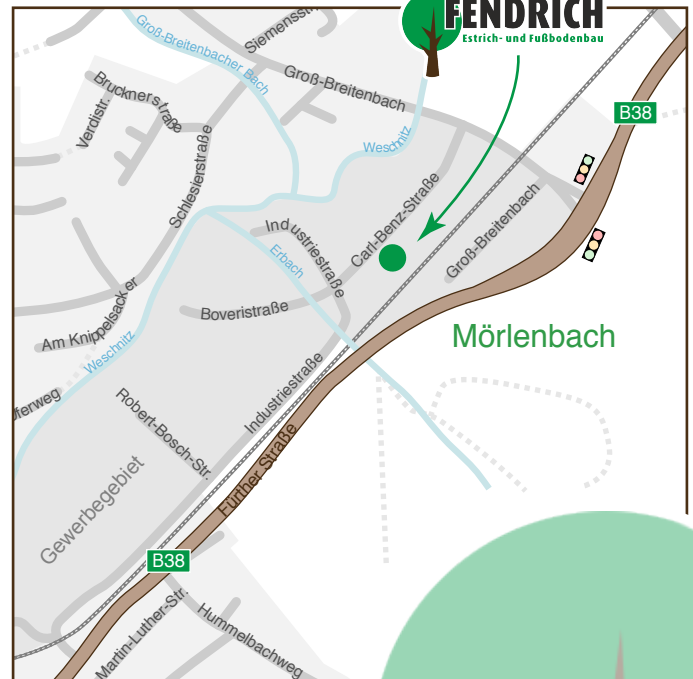 FENDRICH
Estrich- und Fußbodenbau
Siemensstr.
Groß-Breitenbacher Bach
Groß-Breitenbach
Brucknerstraße
Verdistr.
B38
Weschnitz
Schlesierstraße
Carl-Benz-Straße
Industriestraße
Groß-Breitenbach
Erbach
Boveristraße
Am Knippelsacker
Weschnitz
Mörlenbach
Industriestraße
Robert-Bosch-Str.
Fürther Straße
Gewerbegebiet
B38
Martin-Luther-Str.
Hummelbachweg